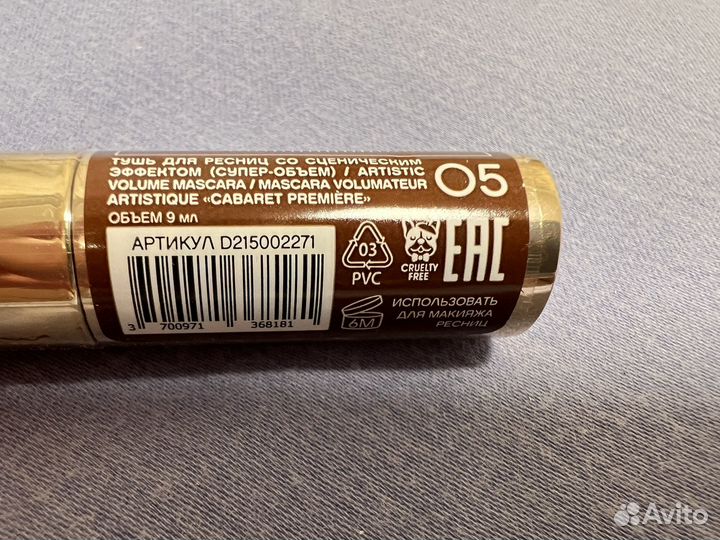 ТУШЬ ДЛЯ РЕСНИЦ СО СЦЕНИЧЕСКИМ
ЭФФЕКТОМ (СУПЕР-ОБЪЕМ) / ARTISTIC
VOLUME MASCARA / MASCARA VOLUMATEUR
ARTISTIQUE «CABARET PREMIÈRE»
ОБЪЕМ 9 мл
05
АРТИКУЛ D215002271
3 700971 368181
03
PVC
CRUELTY
FREE
EAC
6M
ИСПОЛЬЗОВАТЬ
ДЛЯ МАКИЯЖА
РЕСНИЦ
Avito